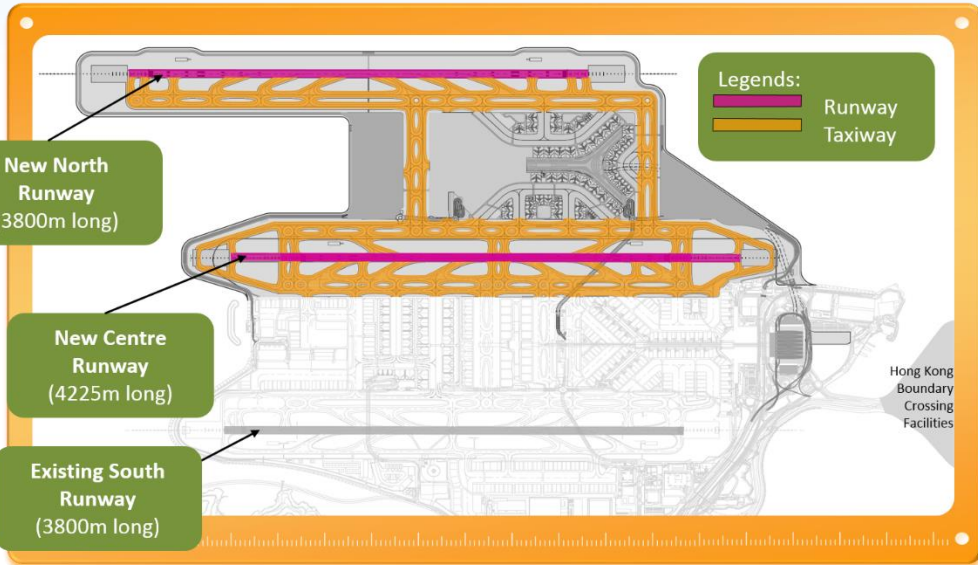 New North
Runway
3800m long)
New Centre
Runway
(4225m long)
Existing South
Runway
(3800m long)
Legends:
Runway
Taxiway
Hong Kong
Boundary
Crossing
Facilities